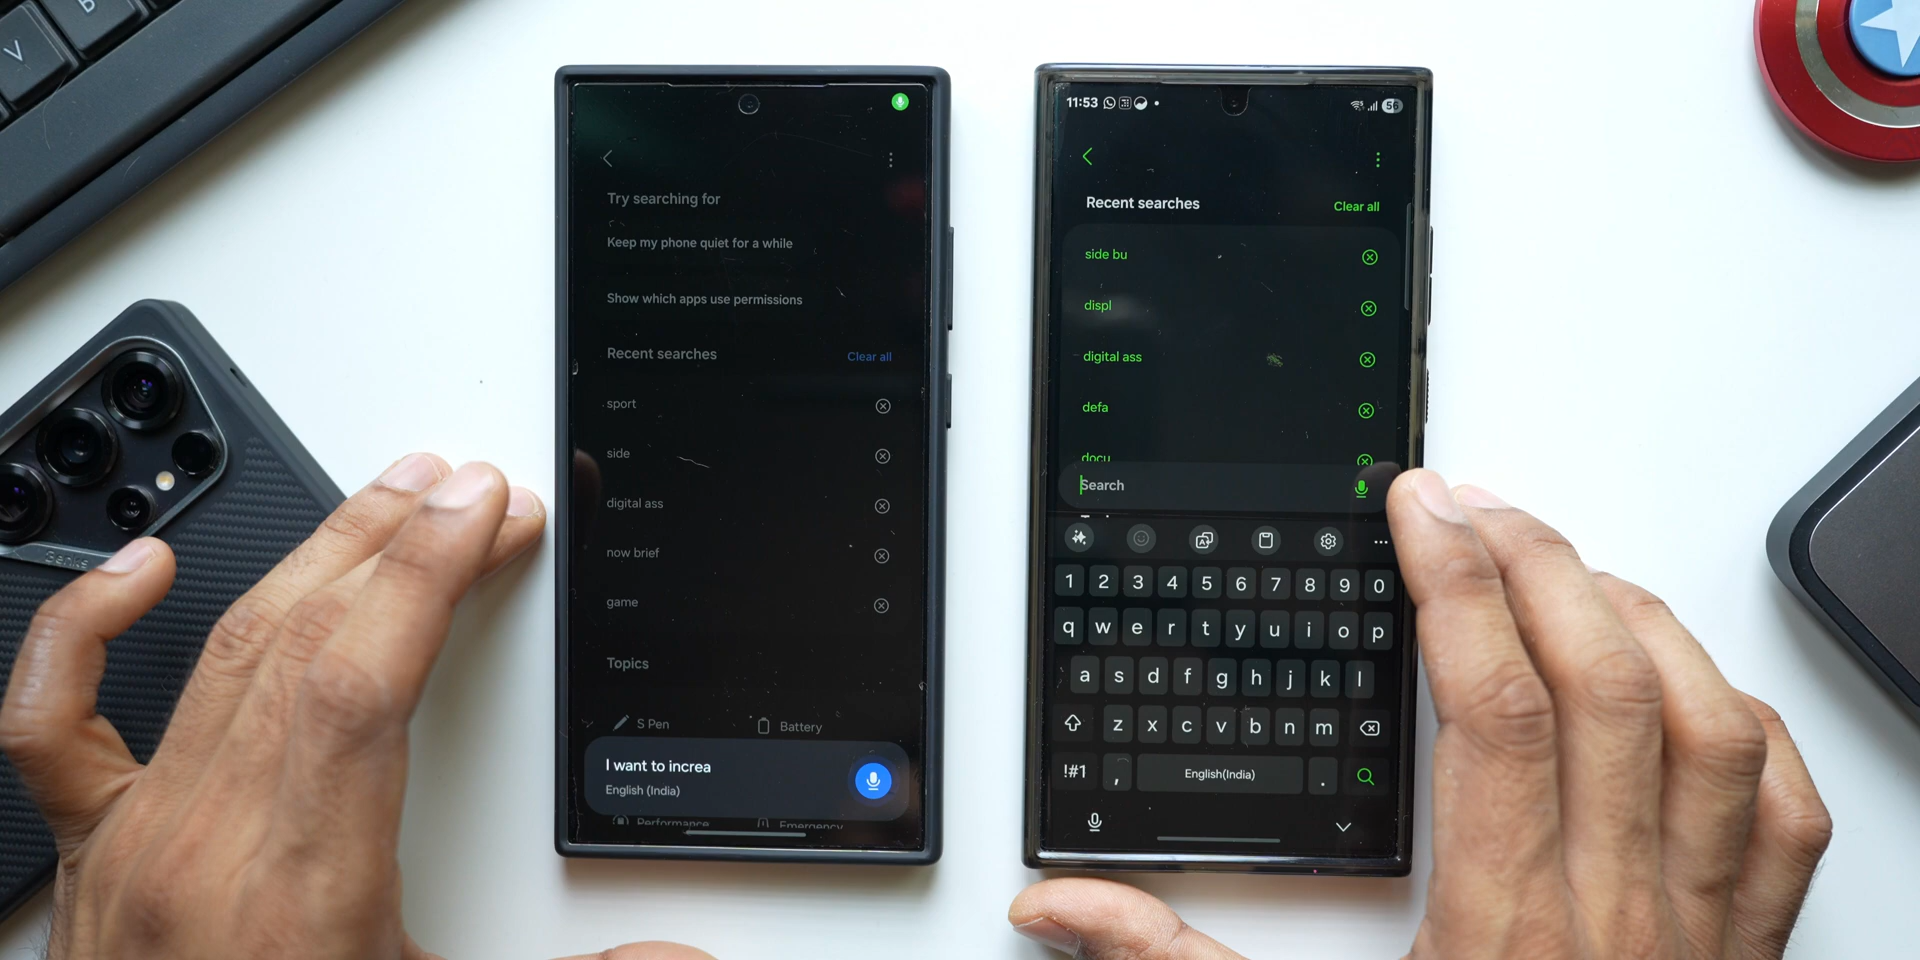 V
Genius
Try searching for
Keep my phone quiet for a while
Show which apps use permissions
Recent searches
Clear all
sport
side
digital ass
now brief
game
Topics
S Pen
Battery
I want to increa
English (India)
Performance
Emergency
11:53
56
Recent searches
Clear all
side bu
displ
digital ass
defa
docu
Search
1 2 3 4 5 6 7 8 9 0
q w e r t y u i o p
a s d f g h j k l
z x c v b n m
!#1 , English(India) .